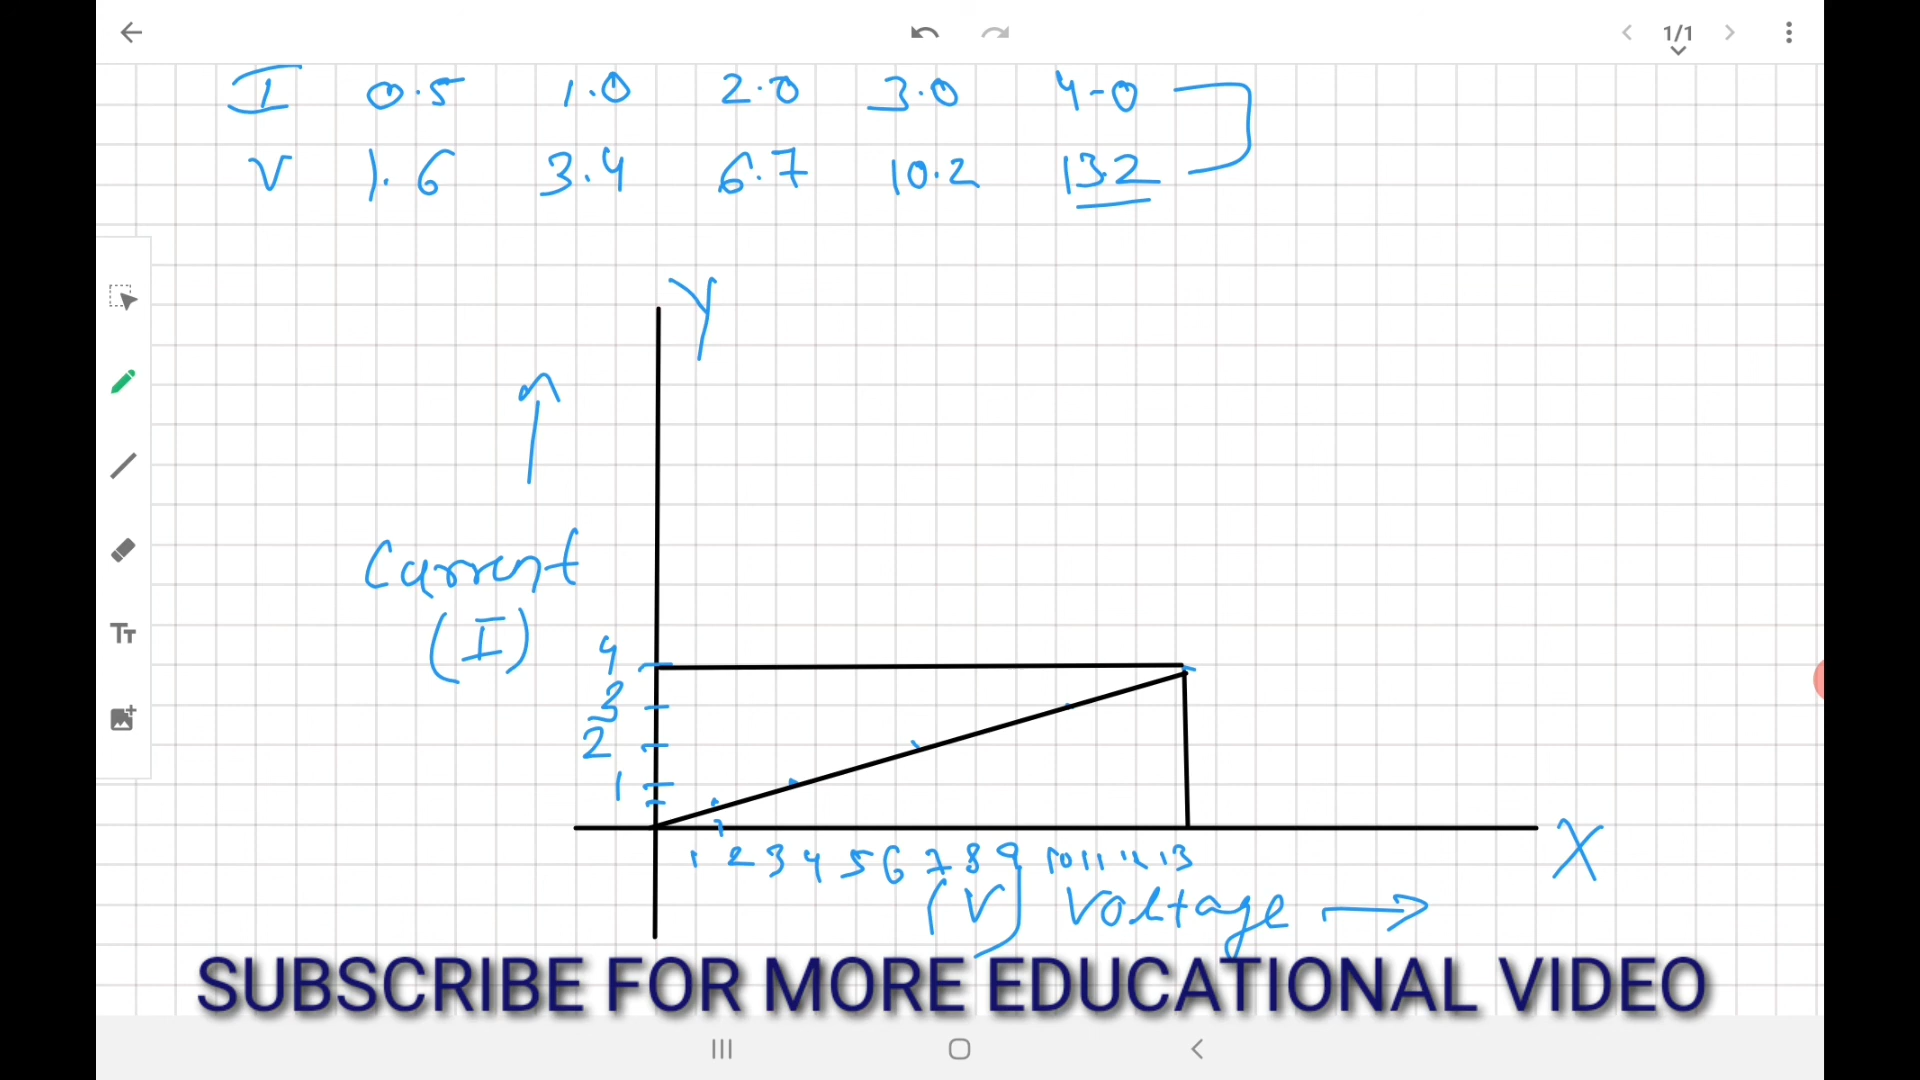 1/1
I 0.5 1.0 2.0 3.0 4-0
V 1.6 3.4 6.7 10.2 13.2
Y
Current
(I)
4
3
2
1
1 2 3 4 5 6 7 8 9 10 11 12 13
X
(V) Voltage
Tт
SUBSCRIBE FOR MORE EDUCATIONAL VIDEO